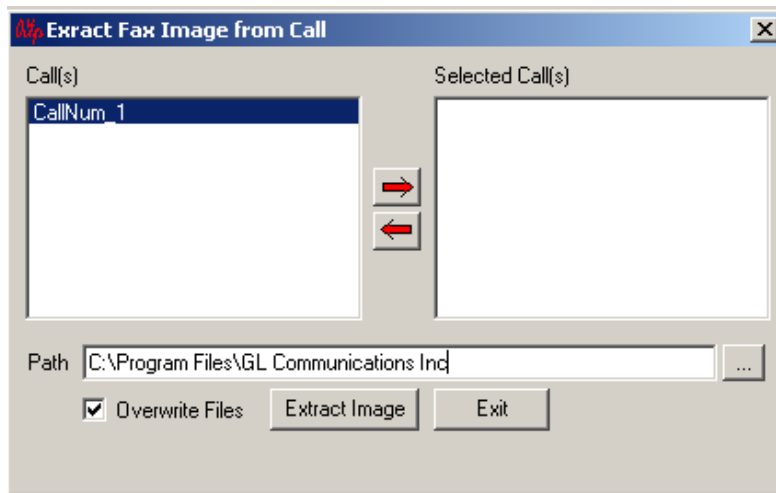 Exract Fax Image from Call
Call(s)
Selected Call(s)
CallNum_1
Path C:\Program Files\GL Communications Inc ...
Overwrite Files Extract Image Exit